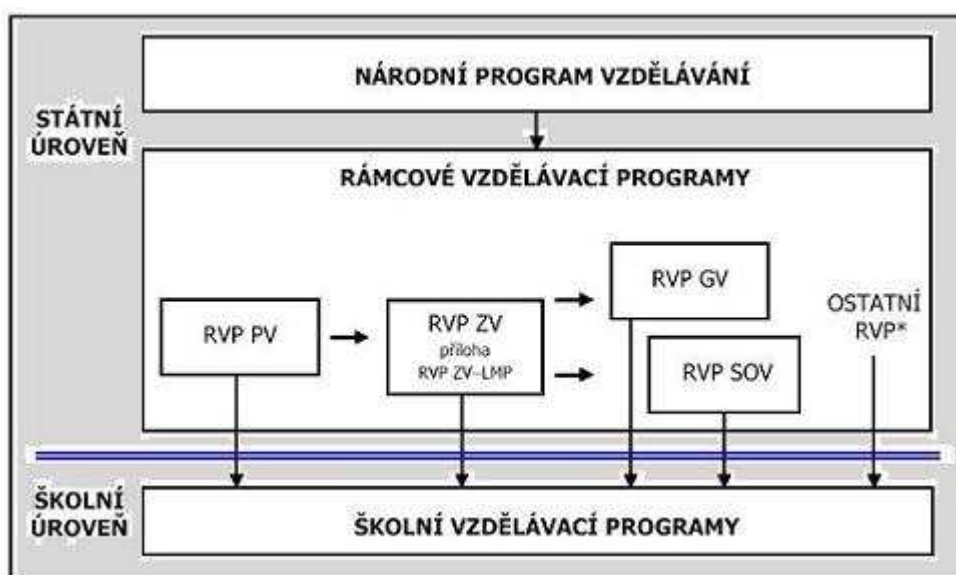 NÁRODNÍ PROGRAM VZDĚLÁVÁNÍ
STÁTNÍ
ÚROVEŇ
RÁMCOVÉ VZDĚLÁVACÍ PROGRAMY
RVP PV
RVP ZV
příloha
RVP ZV–LMP
RVP GV
RVP SOV
OSTATNÍ
RVP*
ŠKOLNÍ
ÚROVEŇ
ŠKOLNÍ VZDĚLÁVACÍ PROGRAMY